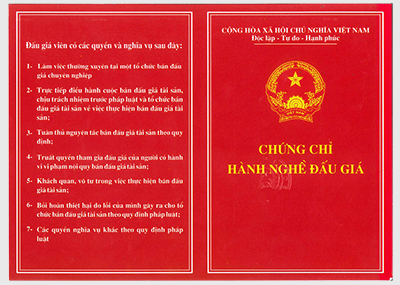 Đấu giá viên có các quyền và nghĩa vụ sau đây:
1- Làm việc thường xuyên tại một tổ chức bán đấu
giá chuyên nghiệp
2- Trực tiếp điều hành cuộc bán đấu giá tài sản,
chịu trách nhiệm trước pháp luật và tổ chức bán
đấu giá tài sản về việc thực hiện bán đấu giá tài
sản;
3- Tuân thủ nguyên tắc bán đấu giá tài sản theo quy
định;
4- Truất quyền tham gia đấu giá của người có hành
vi vi phạm nội quy bán đấu giá tài sản;
5- Khách quan, vô tư trong việc thực hiện bán đấu
giá tài sản;
6- Bồi hoàn thiệt hại do lỗi của mình gây ra cho tổ
chức bán đấu giá tài sản theo quy định pháp luật;
7- Các quyền nghĩa vụ khác theo quy định pháp
luật
CỘNG HÒA XÃ HỘI CHỦ NGHĨA VIỆT NAM
Độc lập - Tự do - Hạnh phúc
VIỆT NAM
CHỨNG CHỈ
HÀNH NGHỀ ĐẤU GIÁ